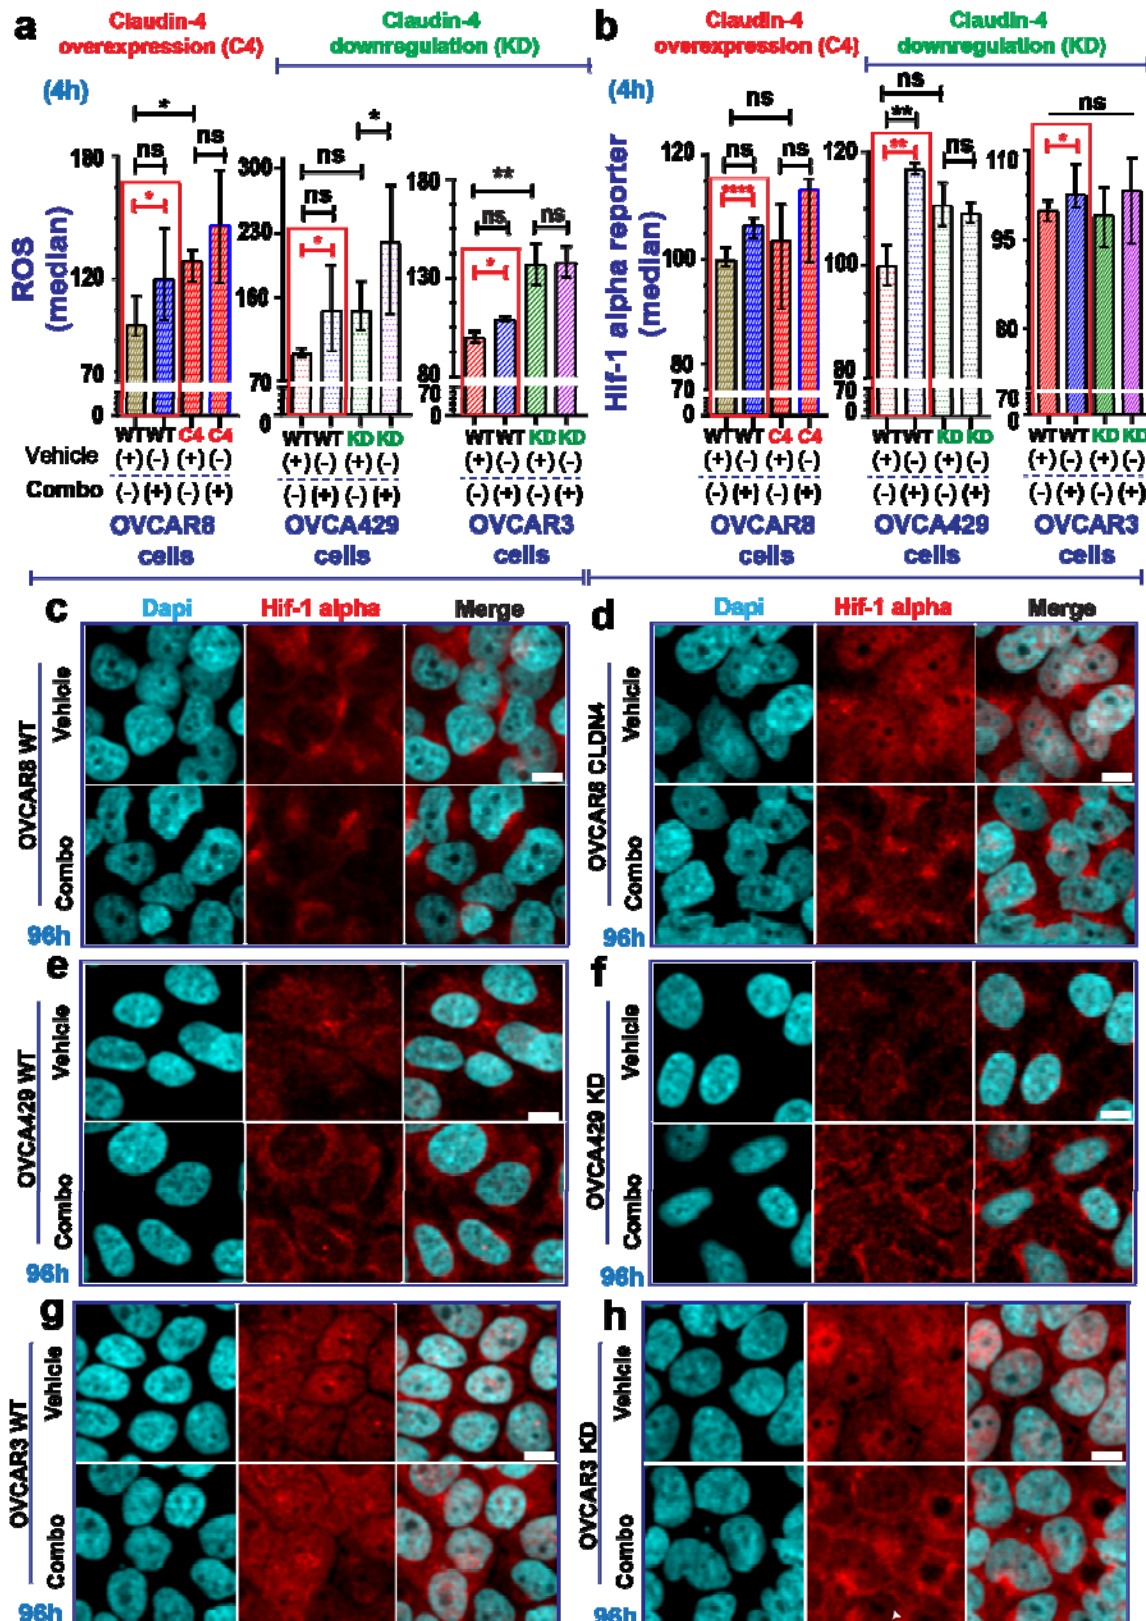 a
Claudin-4
overexpression (C4)
Claudin-4
downregulation (KD)
(4h)
ROS
(median)
180
120
70
0
* ns * ns
300
230
160
70
0
ns ns * *
180
130
80
0
** ns ns *
WT WT C4 C4
WT WT KD KD
WT WT KD KD
Vehicle (+) (-) (+) (-)
(+) (-) (+) (-)
(+) (-) (+) (-)
Combo (-) (+) (-) (+)
(-) (+) (-) (+)
(-) (+) (-) (+)
OVCAR8
cells
OVCA429
cells
OVCAR3
cells
b
Claudin-4
overexpression (C4)
Claudin-4
downregulation (KD)
(4h)
Hif-1 alpha reporter
(median)
120
100
80
70
0
ns ns ns ****
120
100
80
70
0
ns ** ** ns
110
95
80
70
0
ns *
WT WT C4 C4
WT WT KD KD
WT WT KD KD
(+) (-) (+) (-)
(+) (-) (+) (-)
(+) (-) (+) (-)
(-) (+) (-) (+)
(-) (+) (-) (+)
(-) (+) (-) (+)
OVCAR8
cells
OVCA429
cells
OVCAR3
cells
c
Dapi Hif-1 alpha Merge
OVCAR8 WT
Vehicle
Combo
96h
d
Dapi Hif-1 alpha Merge
OVCAR8 CLDN4
Vehicle
Combo
96h
e
OVCA429 WT
Vehicle
Combo
96h
f
OVCA429 KD
Vehicle
Combo
96h
g
OVCAR3 WT
Vehicle
Combo
96h
h
OVCAR3 KD
Vehicle
Combo
96h